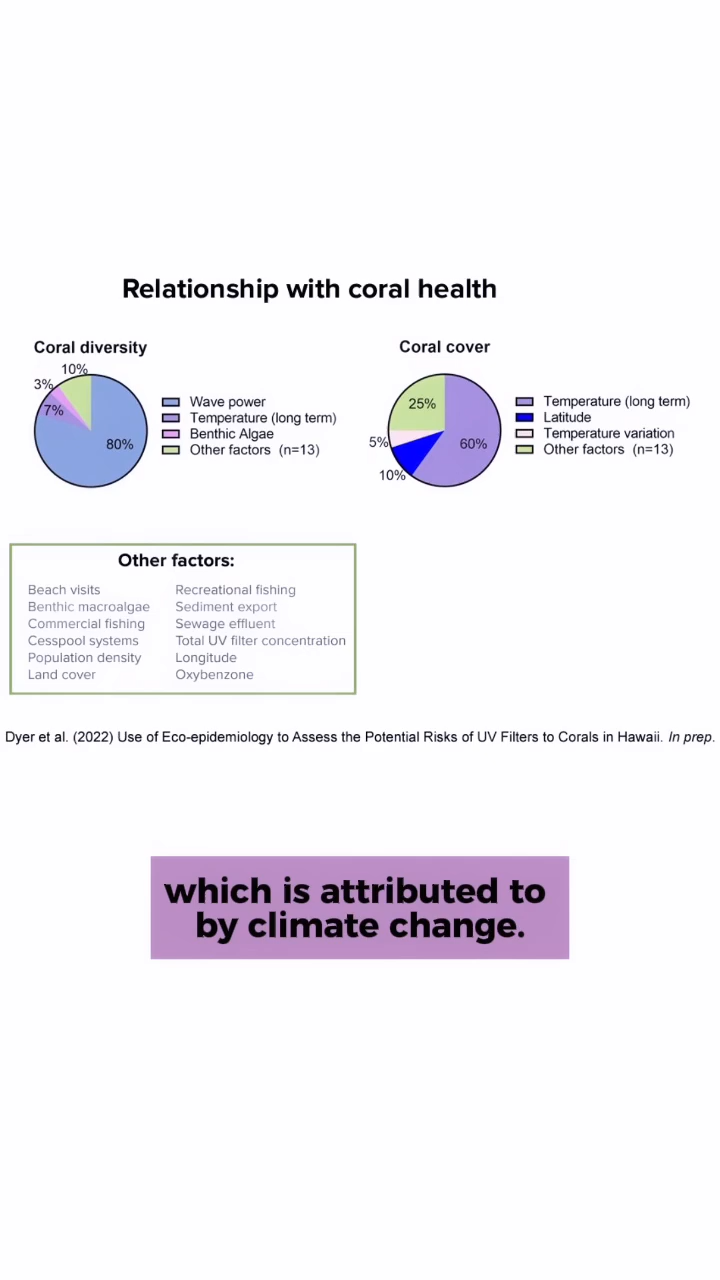 Relationship with coral health
Coral diversity
10%
3%
7%
80%
Wave power
Temperature (long term)
Benthic Algae
Other factors (n=13)
Coral cover
25%
5%
60%
10%
Temperature (long term)
Latitude
Temperature variation
Other factors (n=13)
Other factors:
Beach visits
Benthic macroalgae
Commercial fishing
Cesspool systems
Population density
Land cover
Recreational fishing
Sediment export
Sewage effluent
Total UV filter concentration
Longitude
Oxybenzone
Dyer et al. (2022) Use of Eco-epidemiology to Assess the Potential Risks of UV Filters to Corals in Hawaii. In prep.
which is attributed to
by climate change.